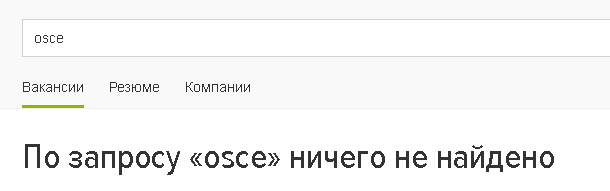 osce
Вакансии Резюме Компании
По запросу «osce» ничего не найдено